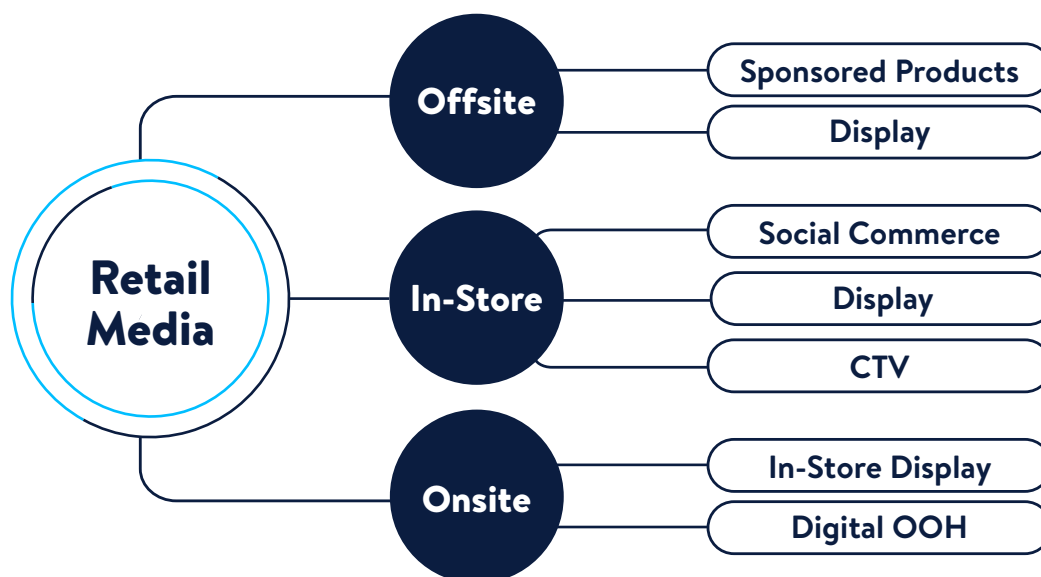 Retail
Media
Offsite
Sponsored Products
Display
In-Store
Social Commerce
Display
CTV
Onsite
In-Store Display
Digital OOH